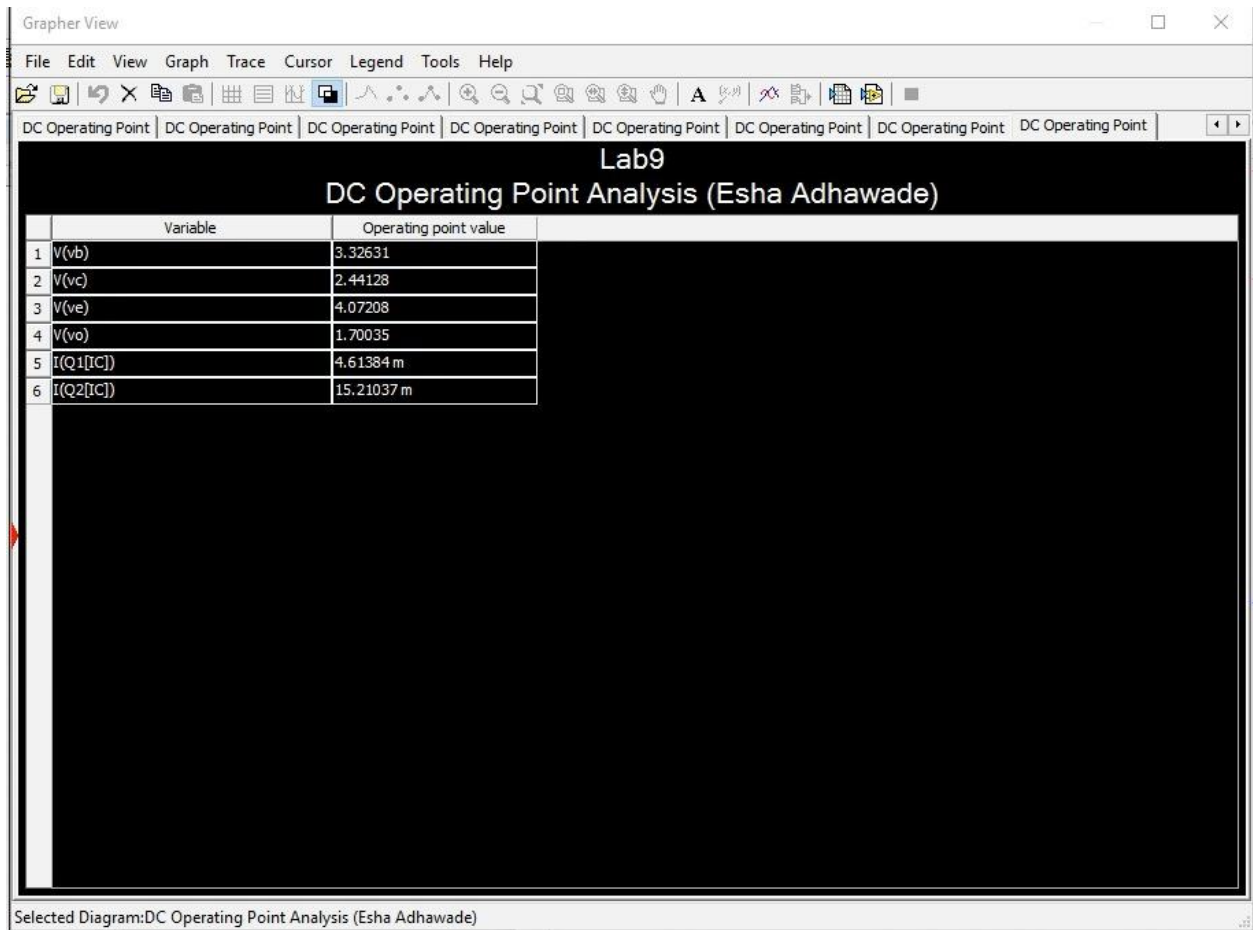 Grapher View
File Edit View Graph Trace Cursor Legend Tools Help
A (x,y)
DC Operating Point DC Operating Point DC Operating Point DC Operating Point DC Operating Point DC Operating Point DC Operating Point DC Operating Point
Lab9
DC Operating Point Analysis (Esha Adhawade)
Variable Operating point value
1 V(vb) 3.32631
2 V(vc) 2.44128
3 V(ve) 4.07208
4 V(vo) 1.70035
5 I(Q1[IC]) 4.61384 m
6 I(Q2[IC]) 15.21037 m
Selected Diagram:DC Operating Point Analysis (Esha Adhawade)